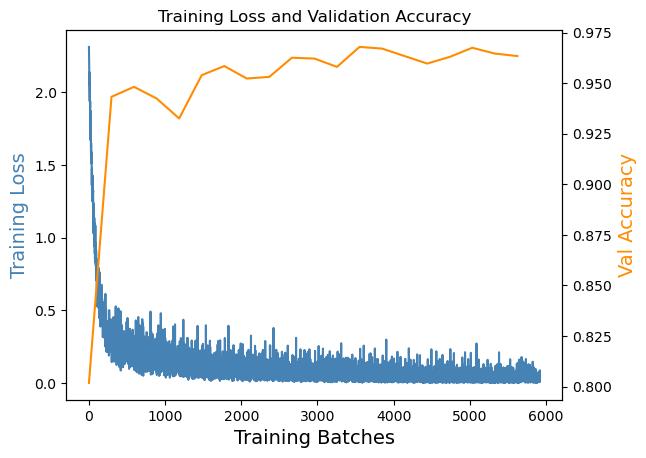 Training Loss and Validation Accuracy
Training Loss
2.0
1.5
1.0
0.5
0.0
0.975
0.950
0.925
0.900
0.875
0.850
0.825
0.800
Val Accuracy
0 1000 2000 3000 4000 5000 6000
Training Batches